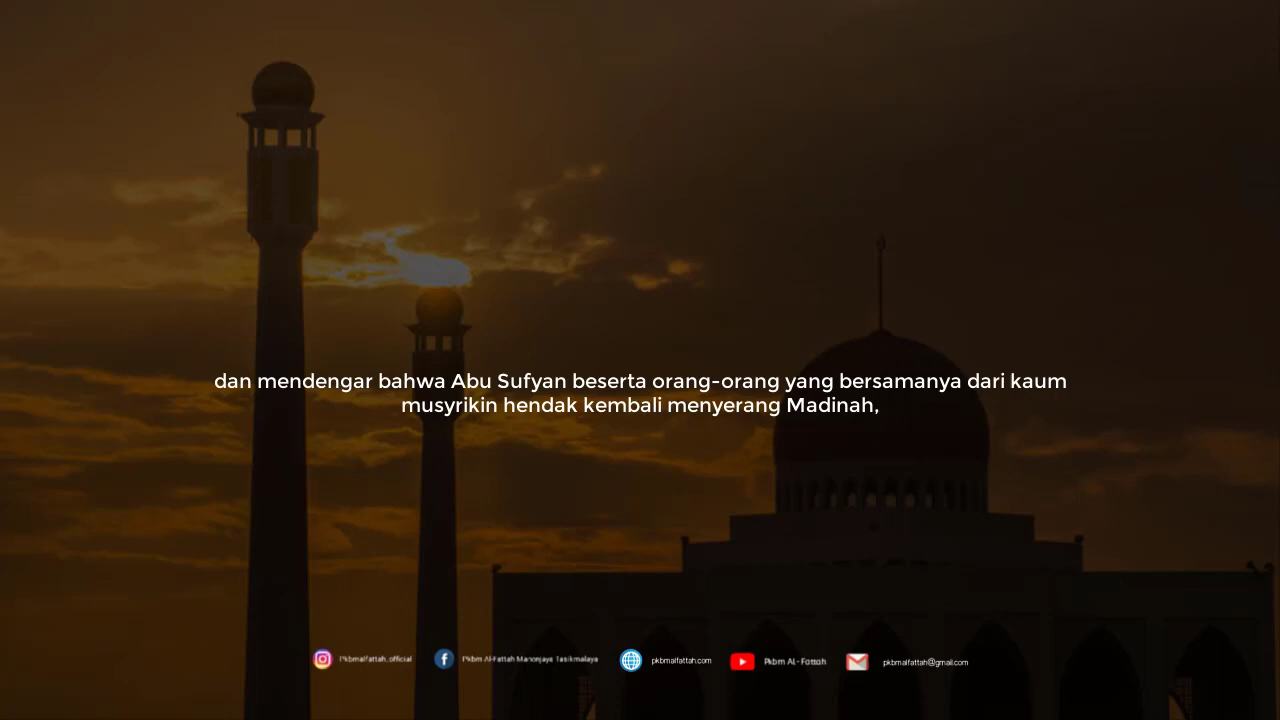 dan mendengar bahwa Abu Sufyan beserta orang-orang yang bersamanya dari kaum
musyrikin hendak kembali menyerang Madinah,
Pkbmalfattah_official
Pkbm Al-Fattah Manonjaya Tasikmalaya
pkbmalfattah.com
Pkbm AL-Fattah
pkbmalfattah@gmail.com